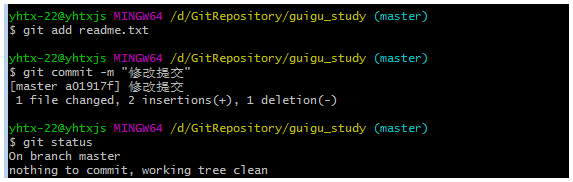 yhtx-22@yhtxjs MINGW64 /d/GitRepository/guigu_study (master)
$ git add readme.txt
yhtx-22@yhtxjs MINGW64 /d/GitRepository/guigu_study (master)
$ git commit -m "修改提交"
[master a01917f] 修改提交
1 file changed, 2 insertions(+), 1 deletion(-)
yhtx-22@yhtxjs MINGW64 /d/GitRepository/guigu_study (master)
$ git status
On branch master
nothing to commit, working tree clean